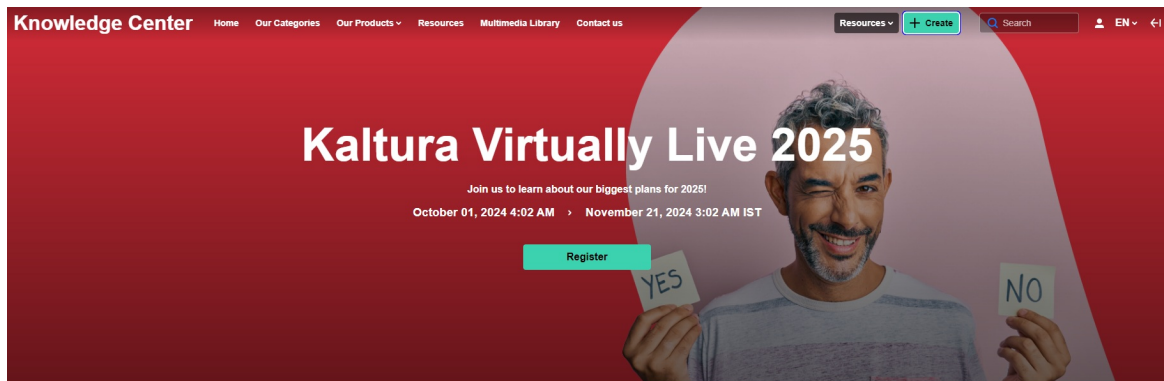 Knowledge Center Home Our Categories Our Products Resources Multimedia Library Contact us Resources + Create Search EN
Kaltura Virtually Live 2025
Join us to learn about our biggest plans for 2025!
October 01, 2024 4:02 AM › November 21, 2024 3:02 AM IST
Register
YES
NO